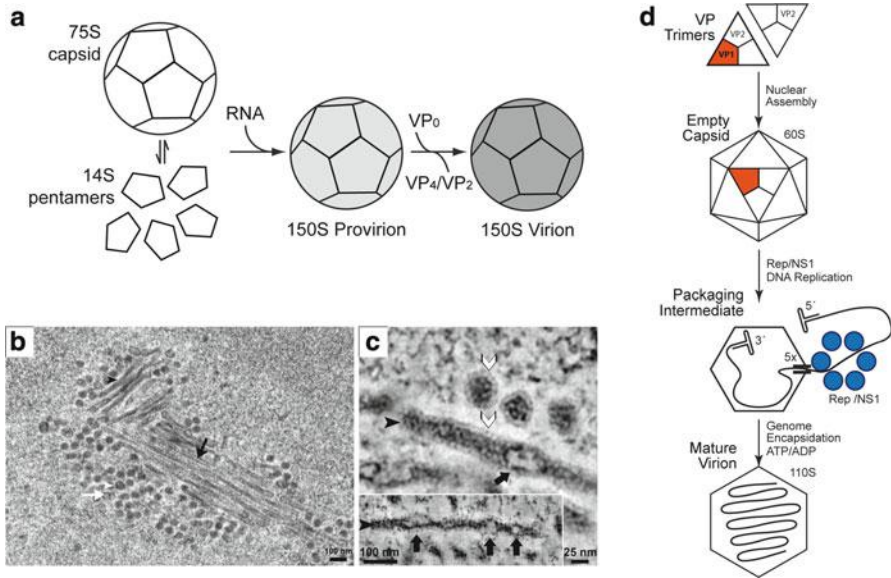 a
75S
capsid
14S
pentamers
RNA
150S Provirion
VP₀
VP₄/VP₂
150S Virion
b
100 nm
c
100 nm
25 nm
d
VP
Trimers
VP2
VP2
VP1
Nuclear
Assembly
Empty
Capsid
60S
Rep/NS1
DNA Replication
Packaging
Intermediate
5´
3´
5x
Rep /NS1
Genome
Encapsidation
ATP/ADP
Mature
Virion
110S